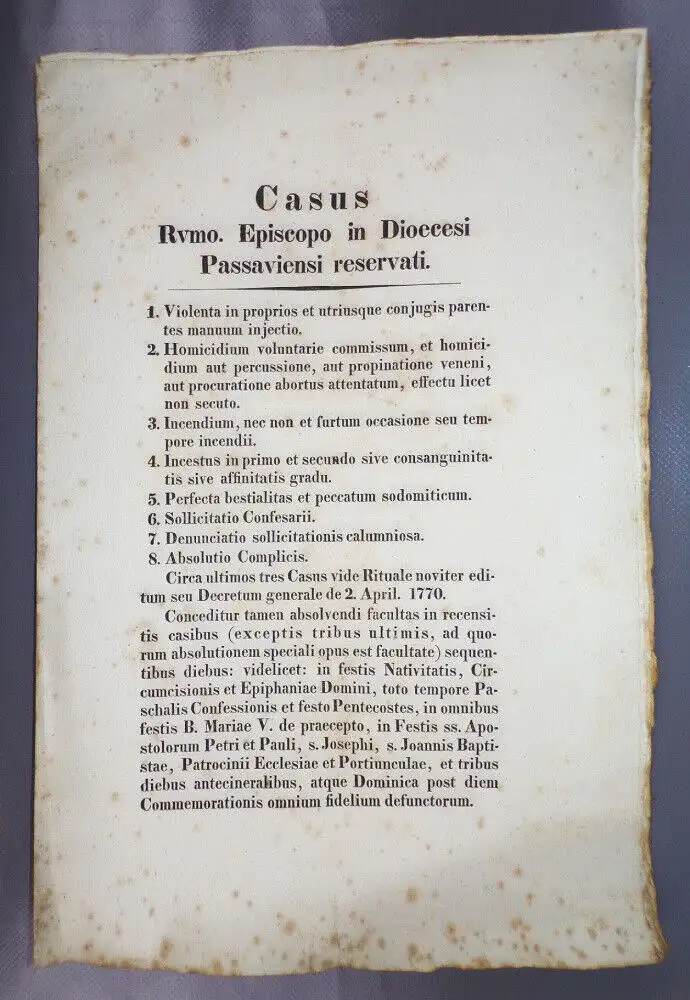 Casus
Rvmo. Episcopo in Dioecesi
Passaviensi reservati.
1. Violenta in proprios et utriusque conjugis paren-
tes manuum injectio.
2. Homicidium voluntarie commissum, et homici-
dium aut percussione, aut propinatione veneni,
aut procuratione abortus attentatum, effectu licet
non secuto.
3. Incendium, nec non et furtum occasione seu tem-
pore incendii.
4. Incestus in primo et secundo sive consanguinita-
tis sive affinitatis gradu.
5. Perfecta bestialitas et peccatum sodomiticum.
6. Sollicitatio Confesarii.
7. Denunciatio sollicitationis calumniosa.
8. Absolutio Complicis.
Circa ultimos tres Casus vide Rituale noviter edi-
tum seu Decretum generale de 2. April. 1770.
Conceditur tamen absolvendi facultas in recensi-
tis casibus (exceptis tribus ultimis, ad quo-
rum absolutionem speciali opus est facultate) sequen-
tibus diebus: videlicet: in festis Nativitatis, Cir-
cumcisionis et Epiphaniae Domini, toto tempore Pa-
schalis Confessionis et festo Pentecostes, in omnibus
festis B. Mariae V. de praecepto, in Festis ss. Apo-
stolorum Petri et Pauli, s. Josephi, s. Joannis Bapti-
stae, Patrocinii Ecclesiae et Portiunculae, et tribus
diebus antecineralibus, atque Dominica post diem
Commemorationis omnium fidelium defunctorum.